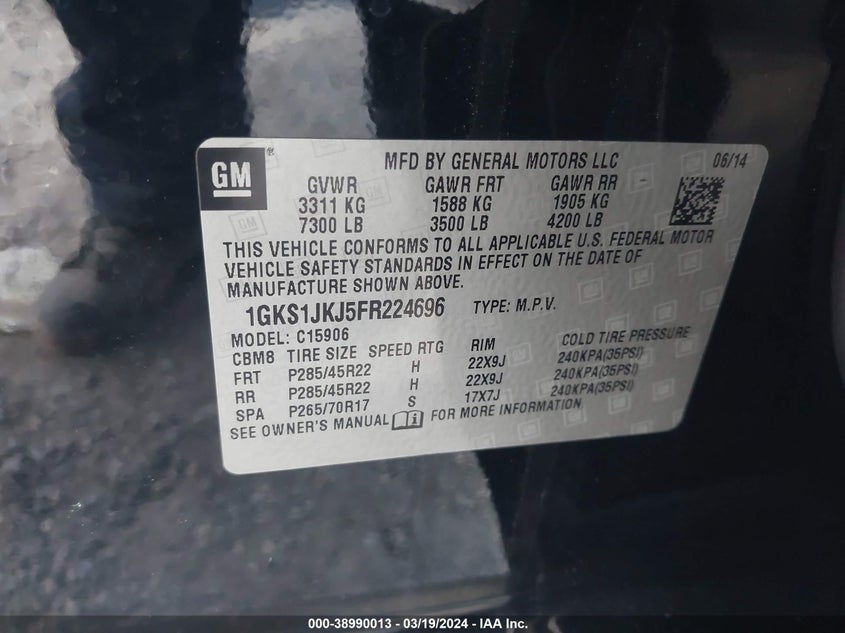 GM ® MFD BY GENERAL MOTORS LLC 06/14
GVWR GAWR FRT GAWR RR
3311 KG 1588 KG 1905 KG
7300 LB 3500 LB 4200 LB
THIS VEHICLE CONFORMS TO ALL APPLICABLE U.S. FEDERAL MOTOR
VEHICLE SAFETY STANDARDS IN EFFECT ON THE DATE OF
MANUFACTURE SHOWN ABOVE.
1GKS1JKJ5FR224696 TYPE: M.P.V.
MODEL: C15906
CBM8 TIRE SIZE SPEED RTG RIM COLD TIRE PRESSURE
FRT P285/45R22 H 22X9J 240KPA(35PSI)
RR P285/45R22 H 22X9J 240KPA(35PSI)
SPA P265/70R17 S 17X7J 240KPA(35PSI)
SEE OWNER'S MANUAL FOR MORE INFORMATION
000-38990013 - 03/19/2024 - IAA Inc.